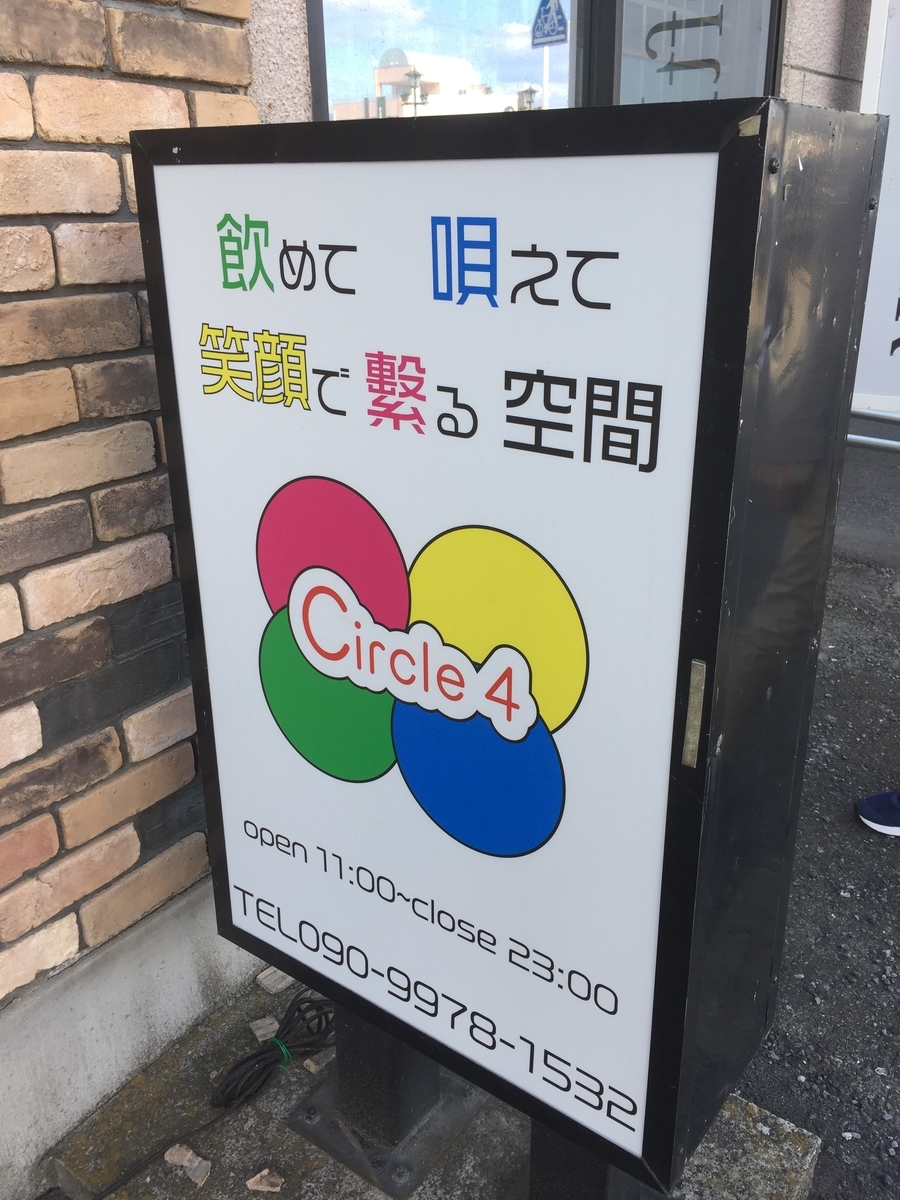 飲めて 唄えて
笑顔で繋る空間
Circle 4
open 11:00~close 23:00
TEL090-9978-1532